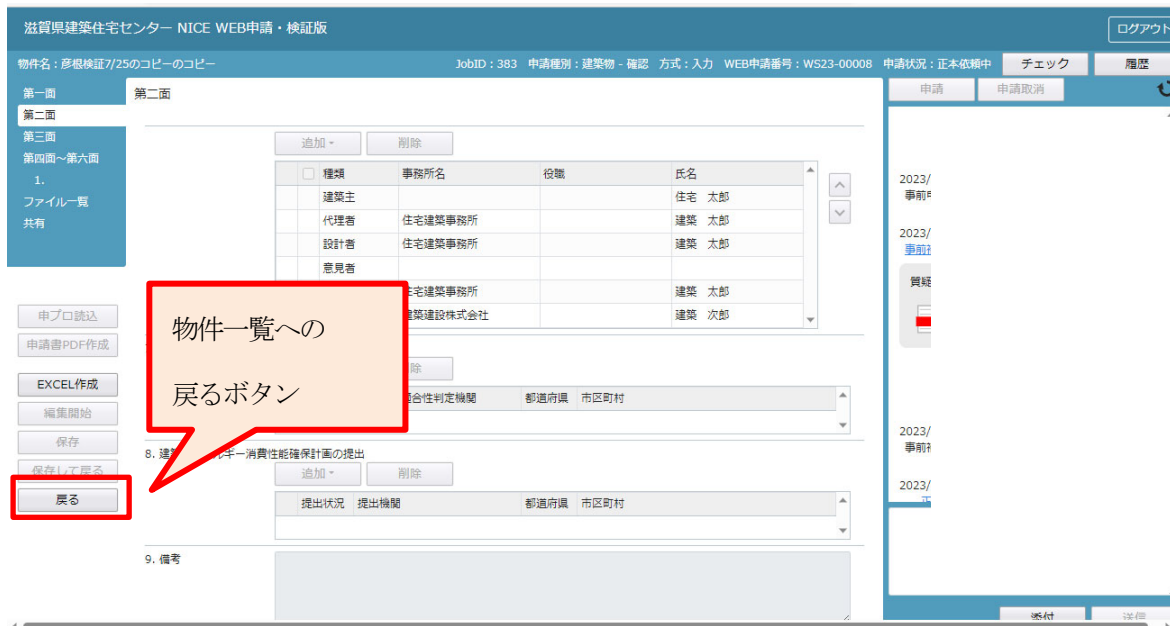 滋賀県建築住宅センター NICE WEB申請・検証版
ログアウト
物件名：彦根検証7/25のコピーのコピー
JobID：383 申請種別：建築物 - 確認 方式：入力 WEB申請番号：WS23-00008 申請状況：正本依頼中
チェック
履歴
第一面
第二面
第三面
第四面～第六面
1.
ファイル一覧
共有
申プロ読込
申請書PDF作成
EXCEL作成
編集開始
保存
保存して戻る
戻る
第二面
追加 削除
種類 事務所名 役職 氏名
建築主 住宅 太郎
代理者 住宅建築事務所 建築 太郎
設計者 住宅建築事務所 建築 太郎
意見者
住宅建築事務所 建築 太郎
建築建設株式会社 建築 次郎
物件一覧への
戻るボタン
除
合性判定機関 都道府県 市区町村
8. 建 ルギー消費性能確保計画の提出
追加 削除
提出状況 提出機関 都道府県 市区町村
9. 備考
申請 申請取消
2023/
事前
2023/
事前
質疑
2023/
事前
2023/
正
添付 送信